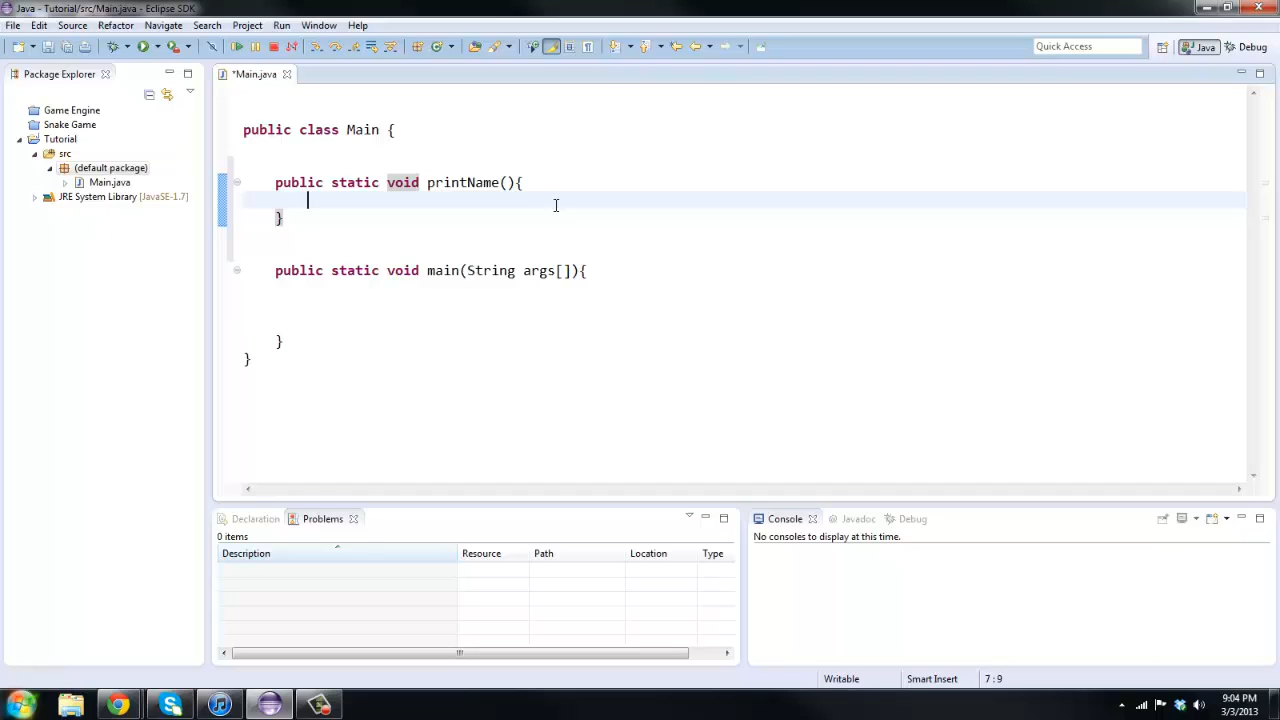 Java - Tutorial/src/Main.java - Eclipse SDK
File Edit Source Refactor Navigate Search Project Run Window Help
Quick Access
Java
Debug
Package Explorer
Game Engine
Snake Game
Tutorial
src
(default package)
Main.java
JRE System Library [JavaSE-1.7]
*Main.java
public class Main {
public static void printName(){
}
public static void main(String args[]){
}
}
Declaration Problems
0 items
Description Resource Path Location Type
Console Javadoc Debug
No consoles to display at this time.
Writable Smart Insert 7 : 9
9:04 PM
3/3/2013